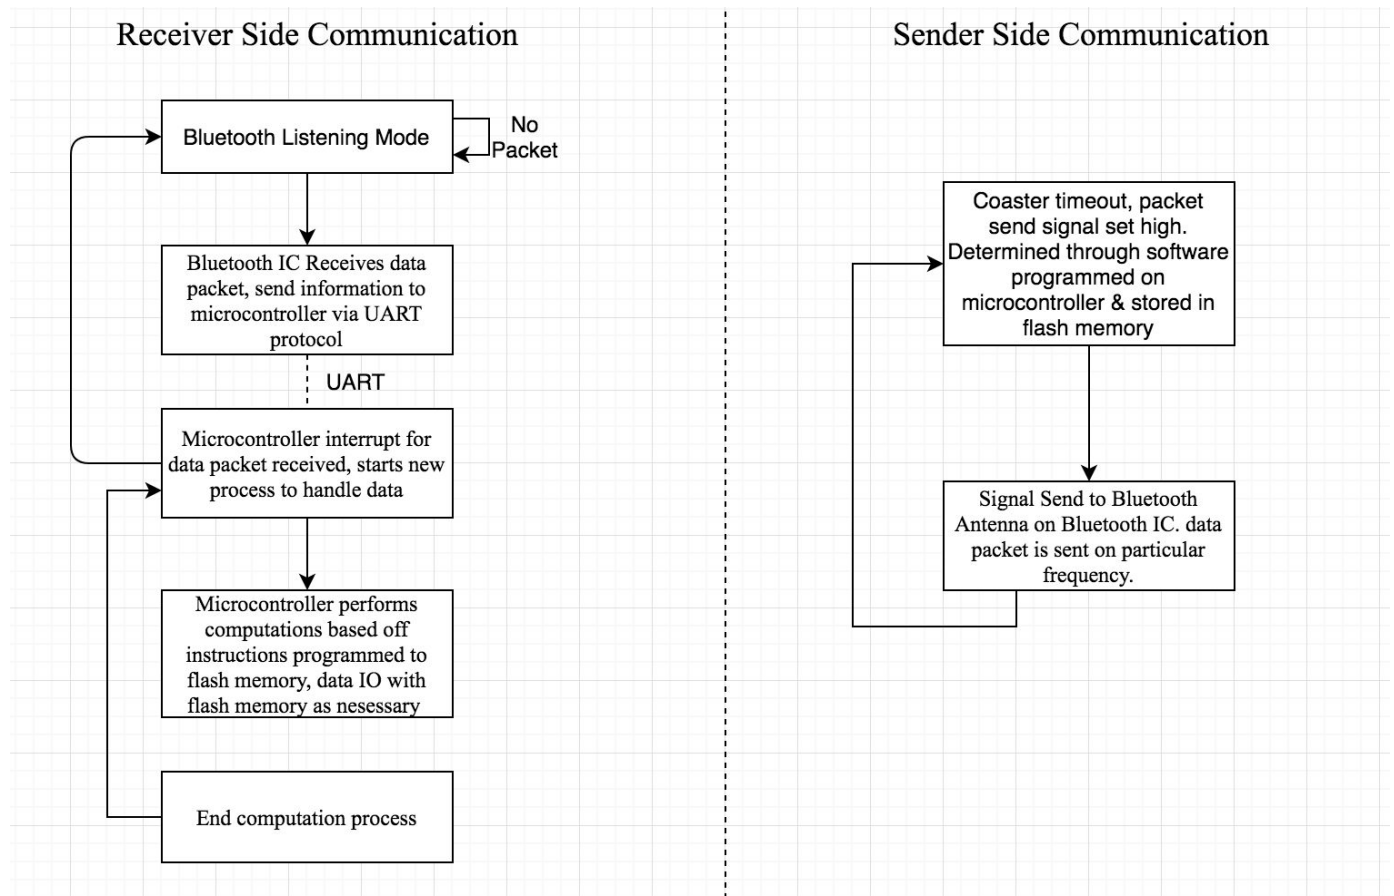 Receiver Side Communication
Bluetooth Listening Mode
No
Packet
Bluetooth IC Receives data
packet, send information to
microcontroller via UART
protocol
UART
Microcontroller interrupt for
data packet received, starts new
process to handle data
Microcontroller performs
computations based off
instructions programmed to
flash memory, data IO with
flash memory as nesessary
End computation process
Sender Side Communication
Coaster timeout, packet
send signal set high.
Determined through software
programmed on
microcontroller & stored in
flash memory
Signal Send to Bluetooth
Antenna on Bluetooth IC. data
packet is sent on particular
frequency.